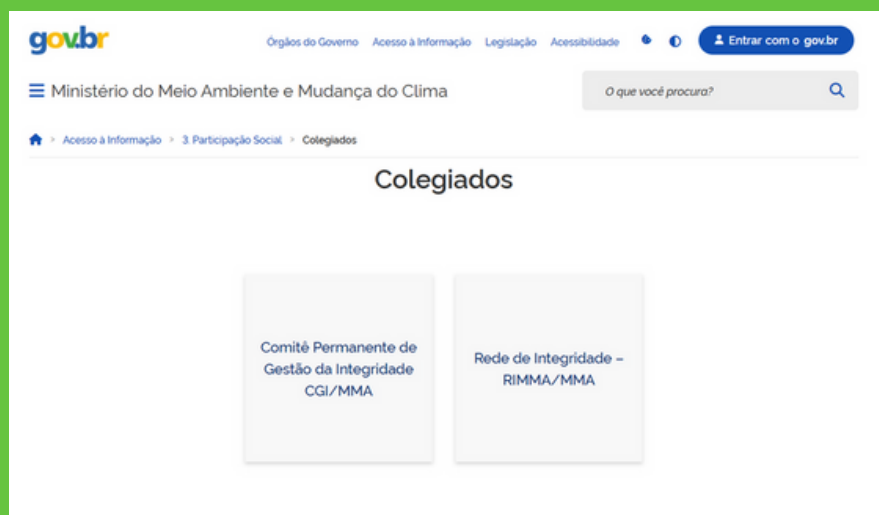 gov.br
Órgãos do Governo Acesso à Informação Legislação Acessibilidade Entrar com o gov.br
Ministério do Meio Ambiente e Mudança do Clima
O que você procura?
> Acesso à Informação > 3. Participação Social > Colegiados
Colegiados
Comitê Permanente de
Gestão da Integridade
CGI/MMA
Rede de Integridade –
RIMMA/MMA